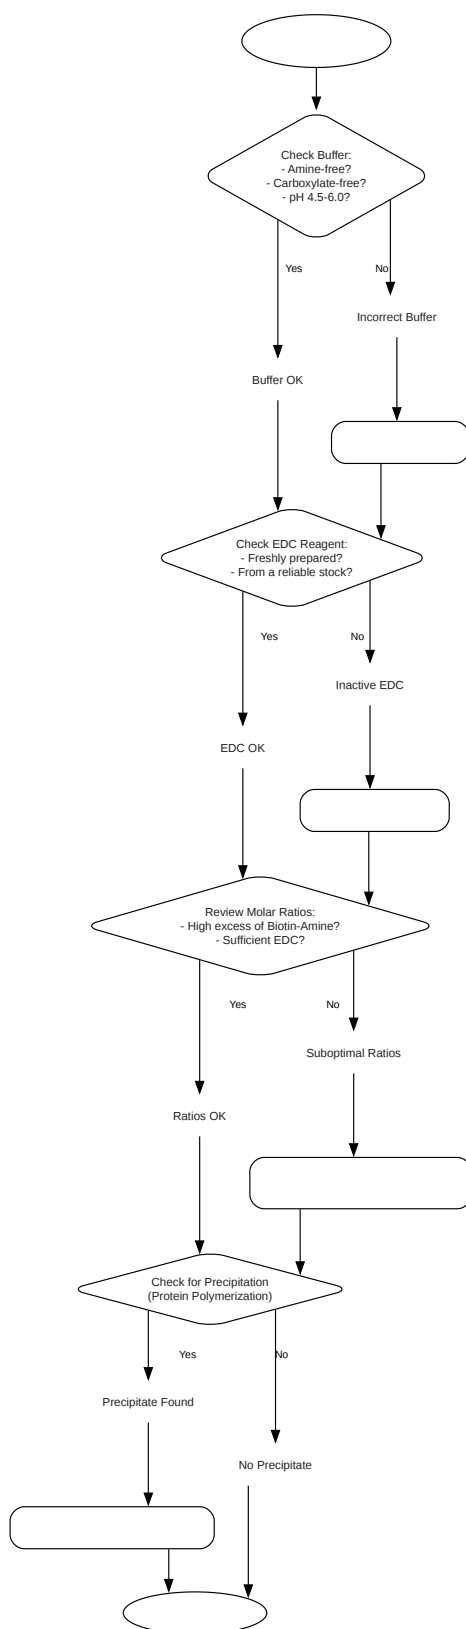 Check Buffer:
- Amine-free?
- Carboxylate-free?
- pH 4.5-6.0?
Yes
No
Incorrect Buffer
Buffer OK
Check EDC Reagent:
- Freshly prepared?
- From a reliable stock?
Yes
No
Inactive EDC
EDC OK
Review Molar Ratios:
- High excess of Biotin-Amine?
- Sufficient EDC?
Yes
No
Suboptimal Ratios
Ratios OK
Check for Precipitation
(Protein Polymerization)
Yes
No
Precipitate Found
No Precipitate